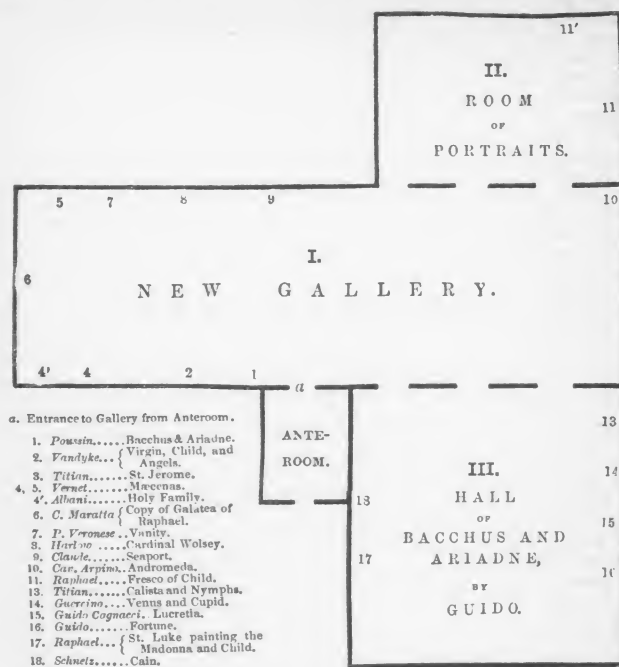 11'
II.
ROOM
OF
PORTRAITS.
11
5 7 8 9 10
I.
NEW GALLERY.
6
4' 4 2 1 a
a. Entrance to Gallery from Anteroom.
ANTE-
ROOM.
13
14
15
16
III.
HALL
OF
BACCHUS AND
ARIADNE,
BY
GUIDO.
18
17
1. Poussin......Bacchus & Ariadne.
2. Vandyke...{Virgin, Child, and
Angels.
3. Titian.......St. Jerome.
4, 5. Vernet.......Mæcenas.
4'. Albani.......Holy Family.
6. C. Maratta{Copy of Galatea of
Raphael.
7. P. Veronese..Vanity.
8. Harlow.....Cardinal Wolsey.
9. Claude.......Seaport.
10. Cav. Arpino..Andromeda.
11. Raphael.....Fresco of Child.
13. Titian.......Calista and Nymphs.
14. Guercino....Venus and Cupid.
15. Guido Cagnacci. Lucretia.
16. Guido.......Fortune.
17. Raphael...{St. Luke painting the
Madonna and Child.
18. Schnetz.....Cain.